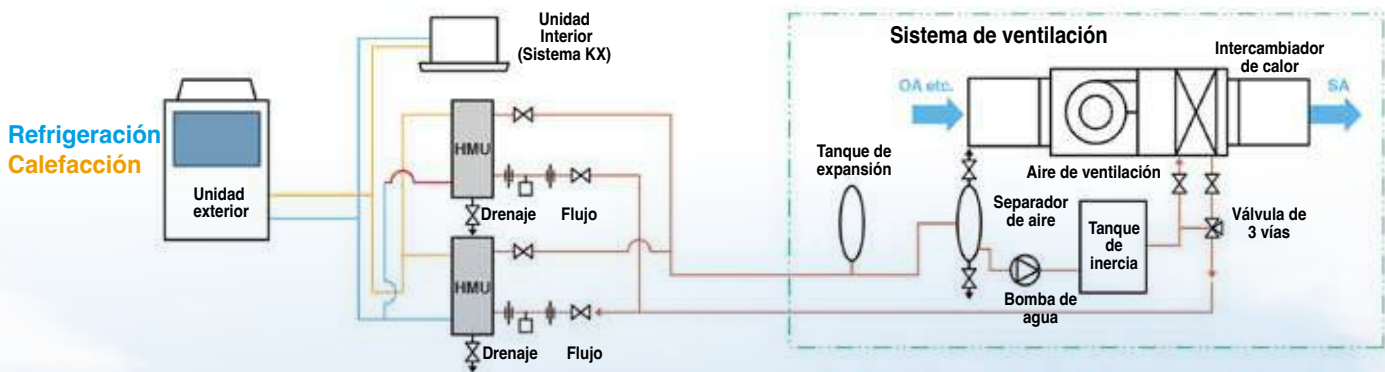 Unidad
Interior
(Sistema KX)
Sistema de ventilación
Intercambiador
de calor
OA etc.
SA
Refrigeración
Calefacción
HMU
Unidad
exterior
Drenaje
Flujo
Tanque de
expansión
Aire de ventilación
Separador
de aire
Tanque
de
inercia
Válvula de
3 vías
HMU
Bomba de
agua
Drenaje
Flujo